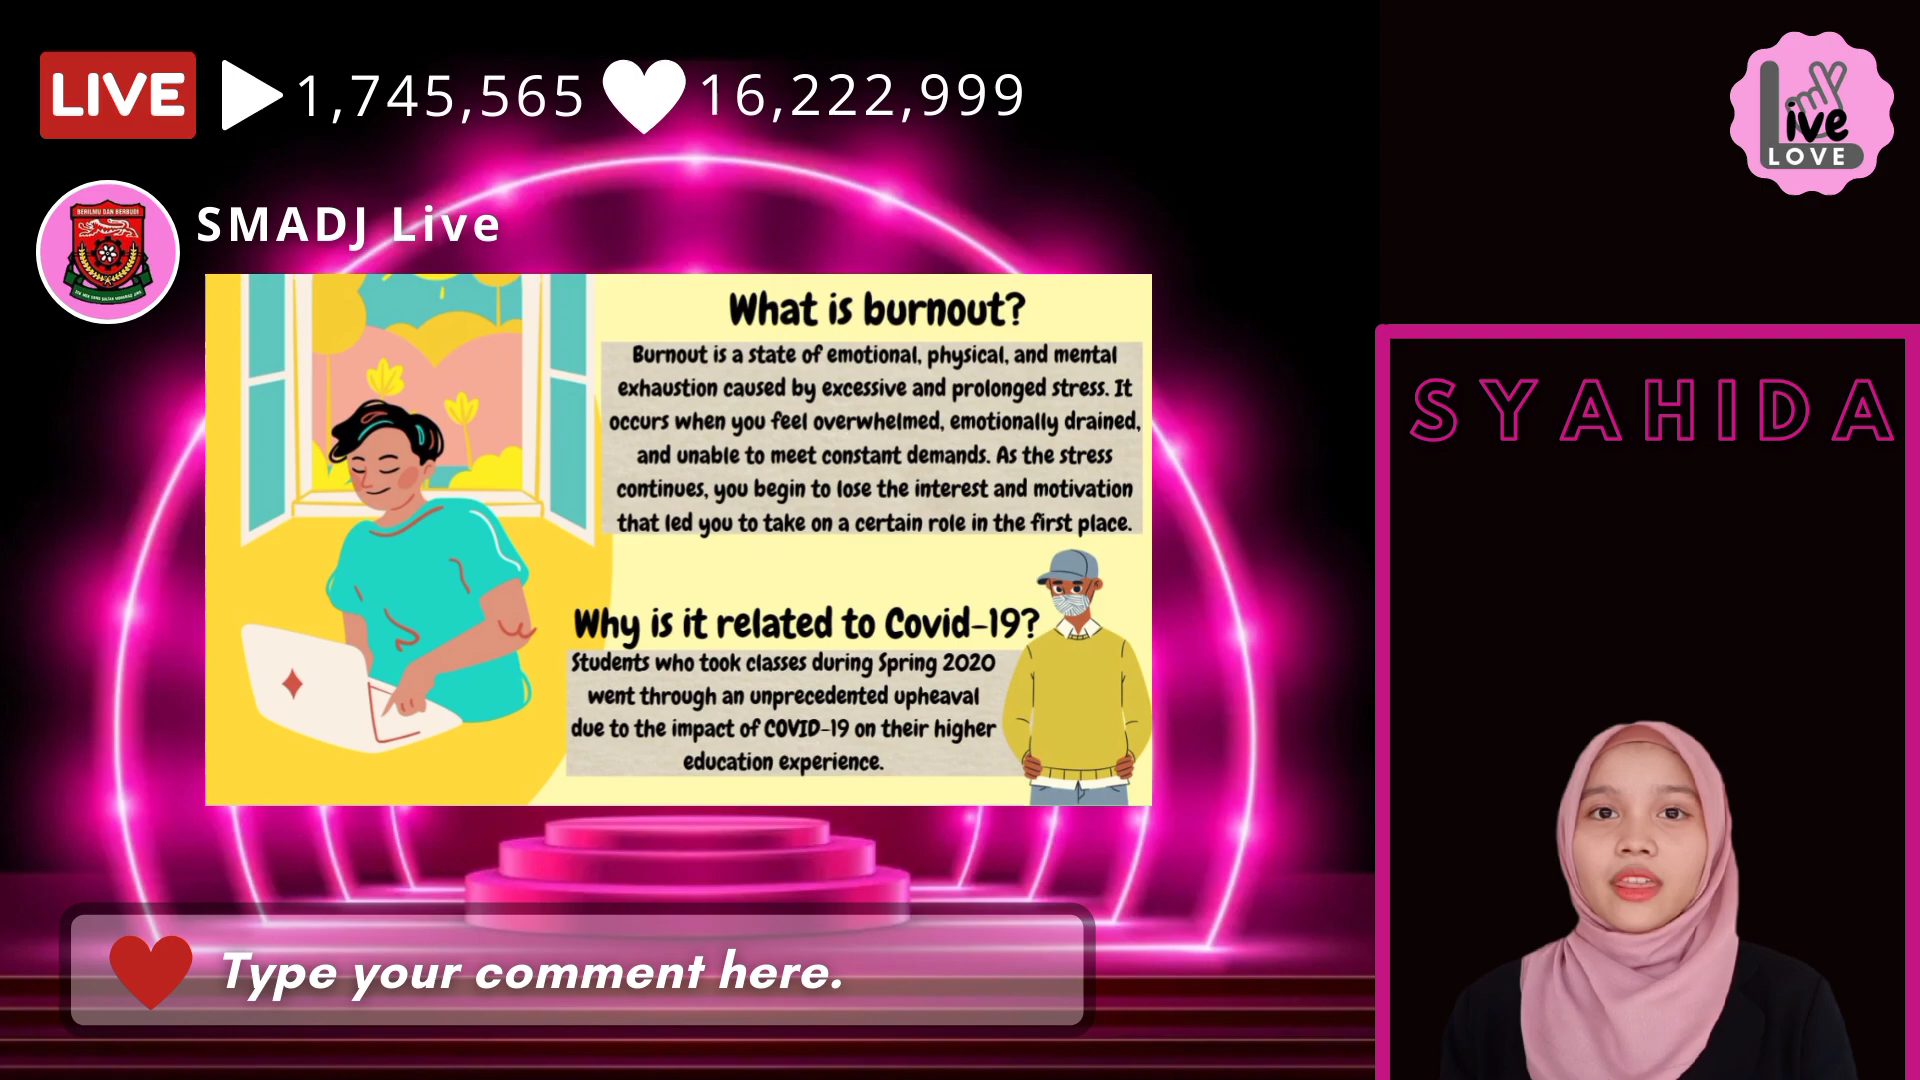 LIVE 1,745,565 16,222,999
ive
LOVE
BERILMU DAN BERBUDI
SMADJ Live
What is burnout?
Burnout is a state of emotional, physical, and mental
exhaustion caused by excessive and prolonged stress. It
occurs when you feel overwhelmed, emotionally drained,
and unable to meet constant demands. As the stress
continues, you begin to lose the interest and motivation
that led you to take on a certain role in the first place.
Why is it related to Covid-19?
Students who took classes during Spring 2020
went through an unprecedented upheaval
due to the impact of COVID-19 on their higher
education experience.
SYAHIDA
Type your comment here.